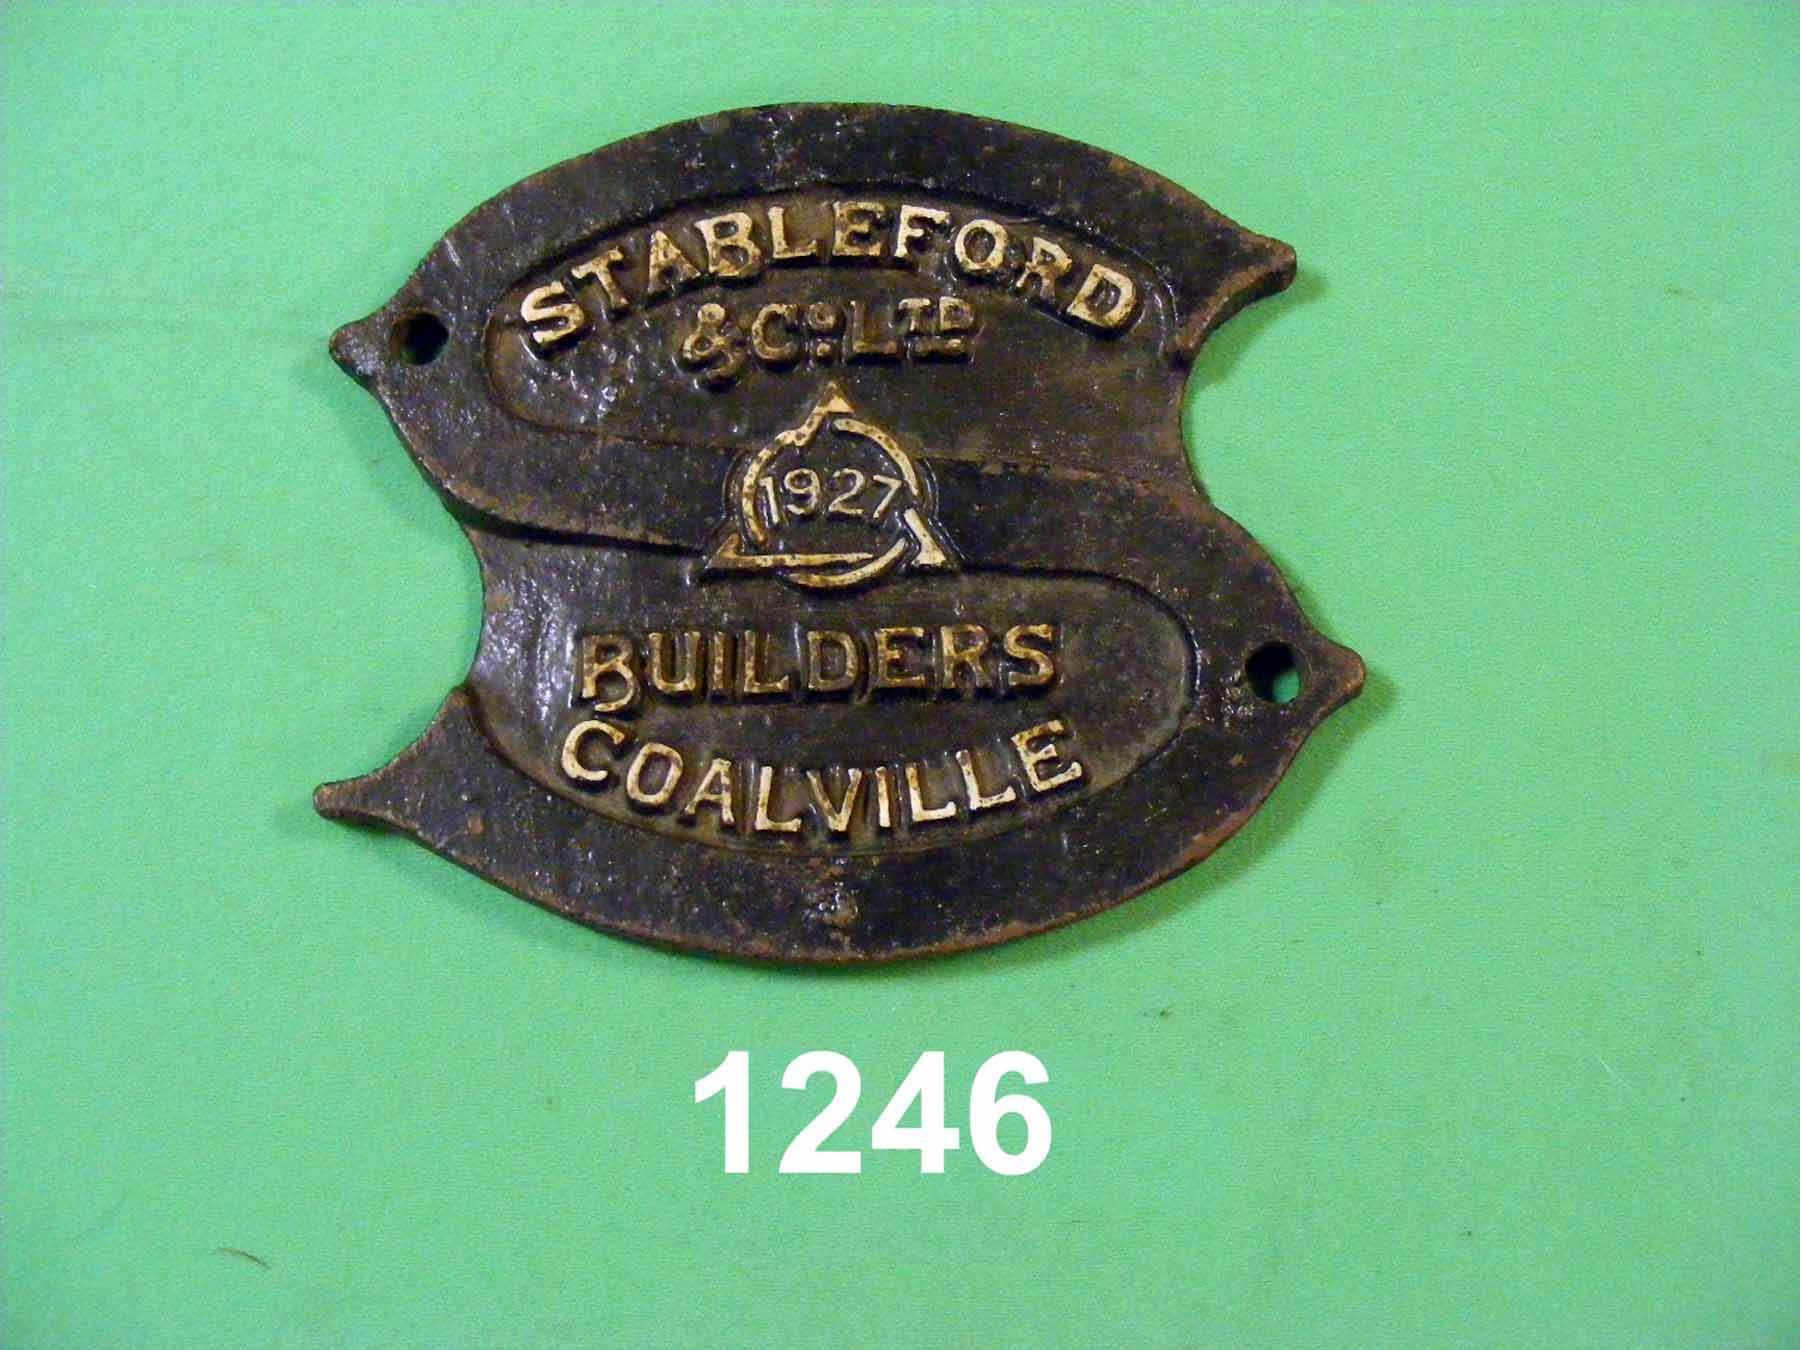 STABLEFORD
& Co. LTD
1927
BUILDERS
COALVILLE
1246